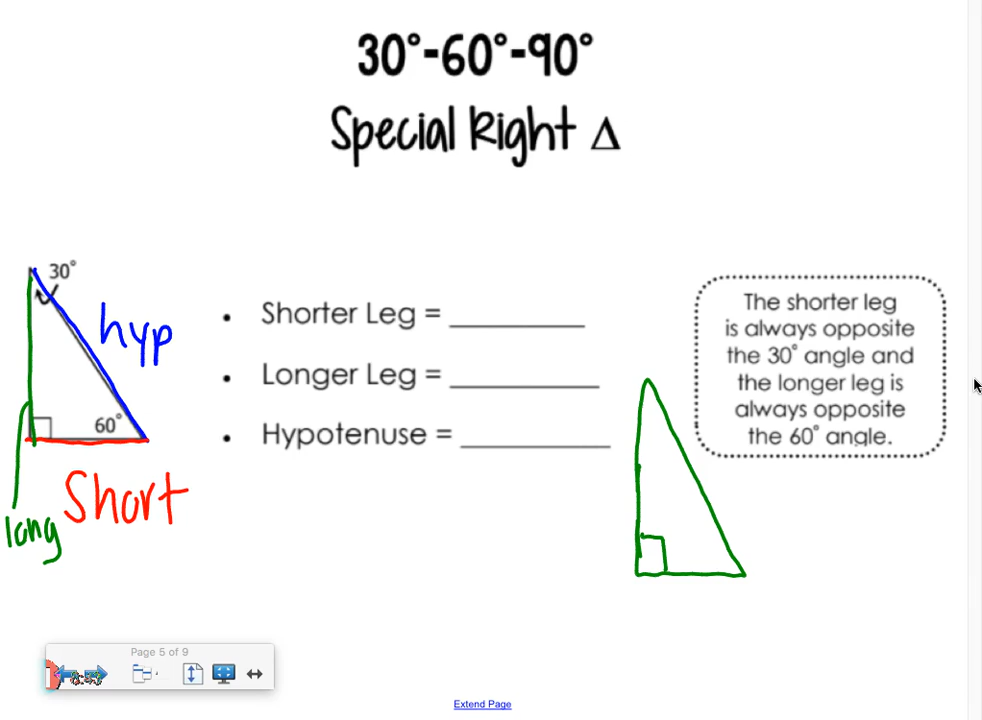 30°-60°-90°
Special Right Δ
30°
hyp
60°
Short
long
• Shorter Leg = __________
• Longer Leg = ___________
• Hypotenuse = ___________
The shorter leg
is always opposite
the 30° angle and
the longer leg is
always opposite
the 60° angle.
Page 5 of 9
Extend Page